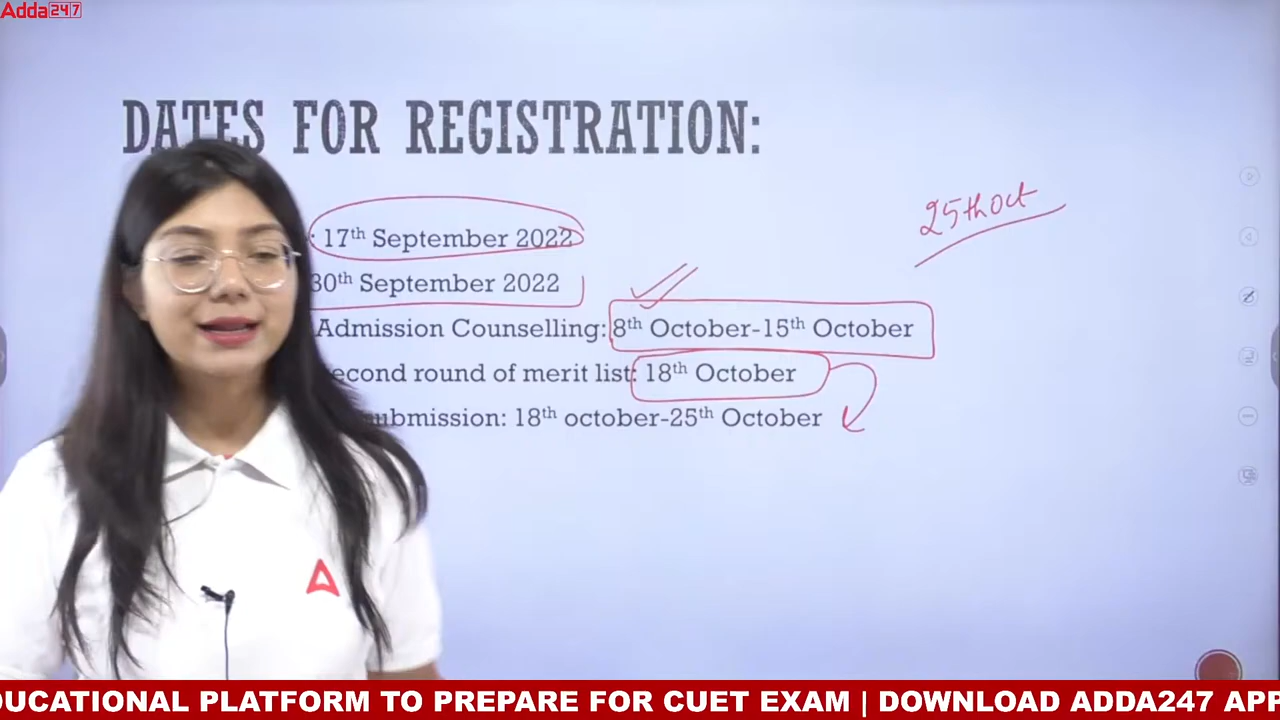 Adda247
DATES FOR REGISTRATION:
25th Oct
: 17th September 2022
30th September 2022
Admission Counselling: 8th October-15th October
econd round of merit list: 18th October
ubmission: 18th october-25th October
DUCATIONAL PLATFORM TO PREPARE FOR CUET EXAM | DOWNLOAD ADDA247 APP